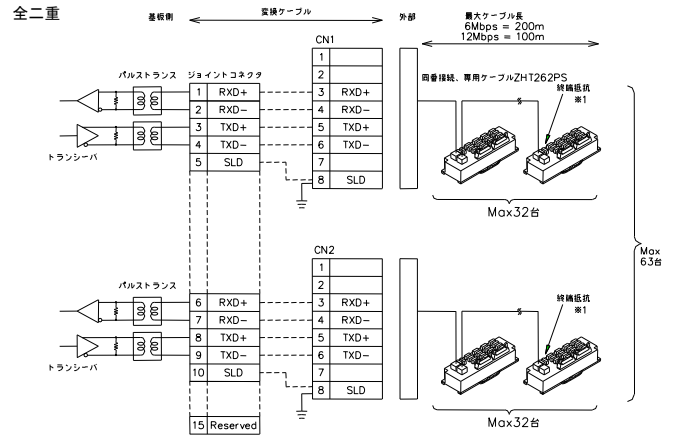 全二重
基板側
変換ケーブル
外部
最大ケーブル長
6Mbps = 200m
12Mbps = 100m
CN1
1
2
パルストランス
ジョイントコネクタ
四番接続、専用ケーブルZHT262PS
1 RXD+
3 RXD+
終端抵抗
※1
2 RXD-
4 RXD-
3 TXD+
5 TXD+
4 TXD-
6 TXD-
トランシーバ
5 SLD
7
8 SLD
Max32台
CN2
Max
63台
1
2
パルストランス
6 RXD+
3 RXD+
終端抵抗
※1
7 RXD-
4 RXD-
8 TXD+
5 TXD+
9 TXD-
6 TXD-
トランシーバ
10 SLD
7
8 SLD
15 Reserved
Max32台